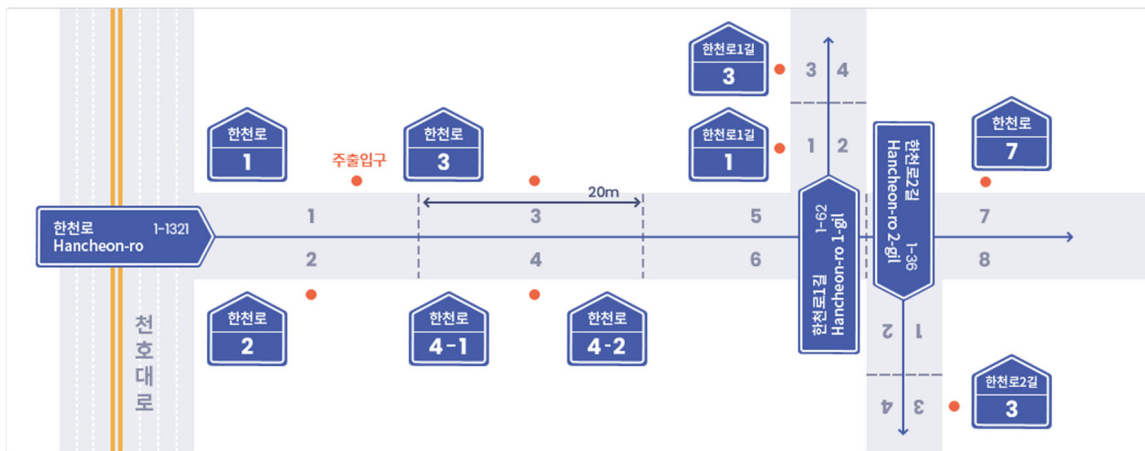 한천로 1-1321
Hancheon-ro
천호대로
한천로
1
주출입구
한천로
3
20m
한천로1길
3
한천로1길
1
3 4
1 2
한천로
7
1 3 5 7
2 4 6 8
한천로
2
한천로
4-1
한천로
4-2
한천로1길 1-62
Hancheon-ro 1-gil
한천로2길
Hancheon-ro 2-gil 1-36
2 1
4 3
한천로2길
3